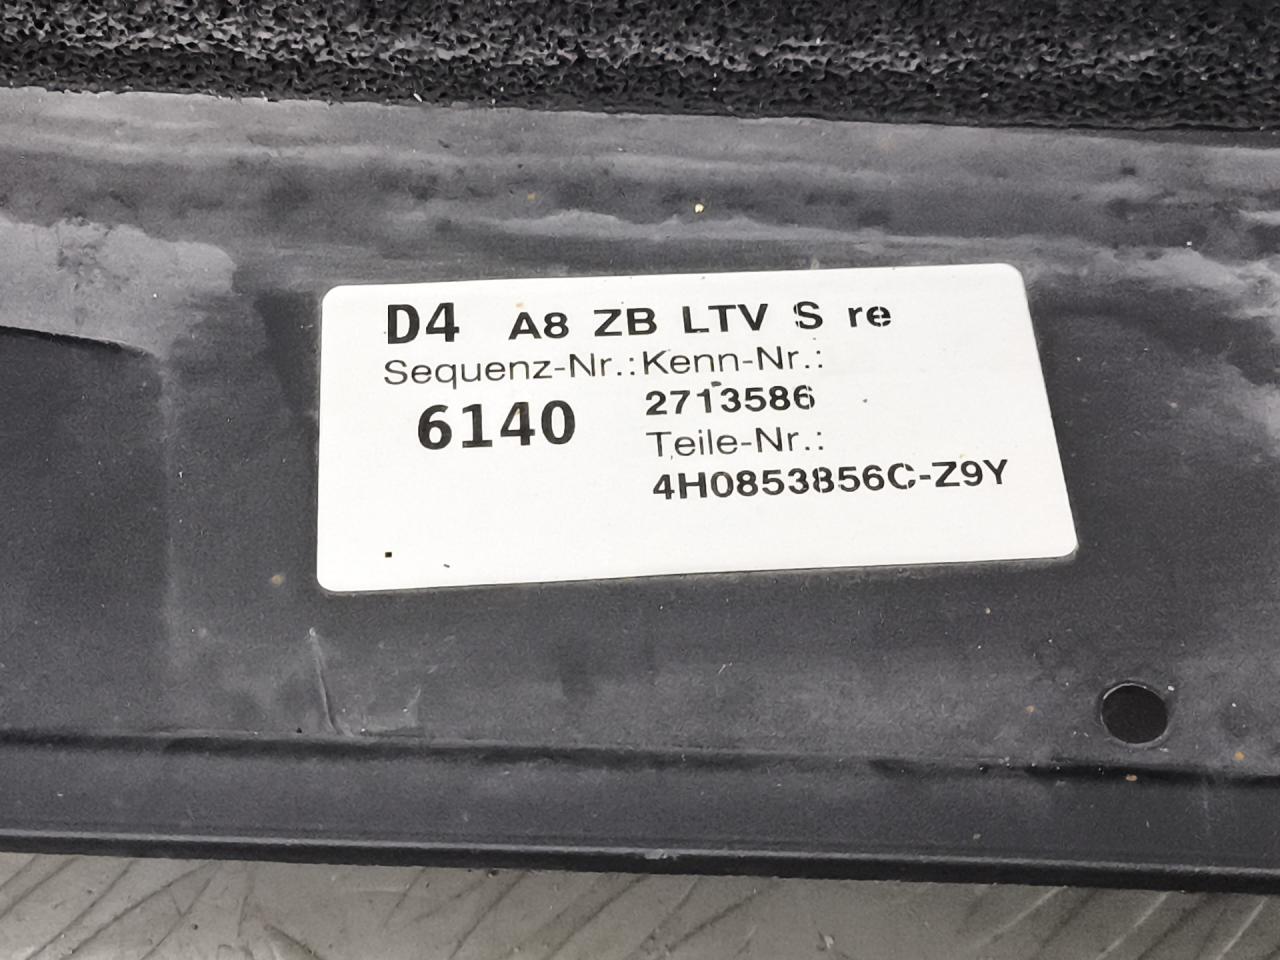 D4 A8 ZB LTV S re
Sequenz-Nr.: Kenn-Nr.:
6140 2713586
Teile-Nr.:
4H0853856C-Z9Y